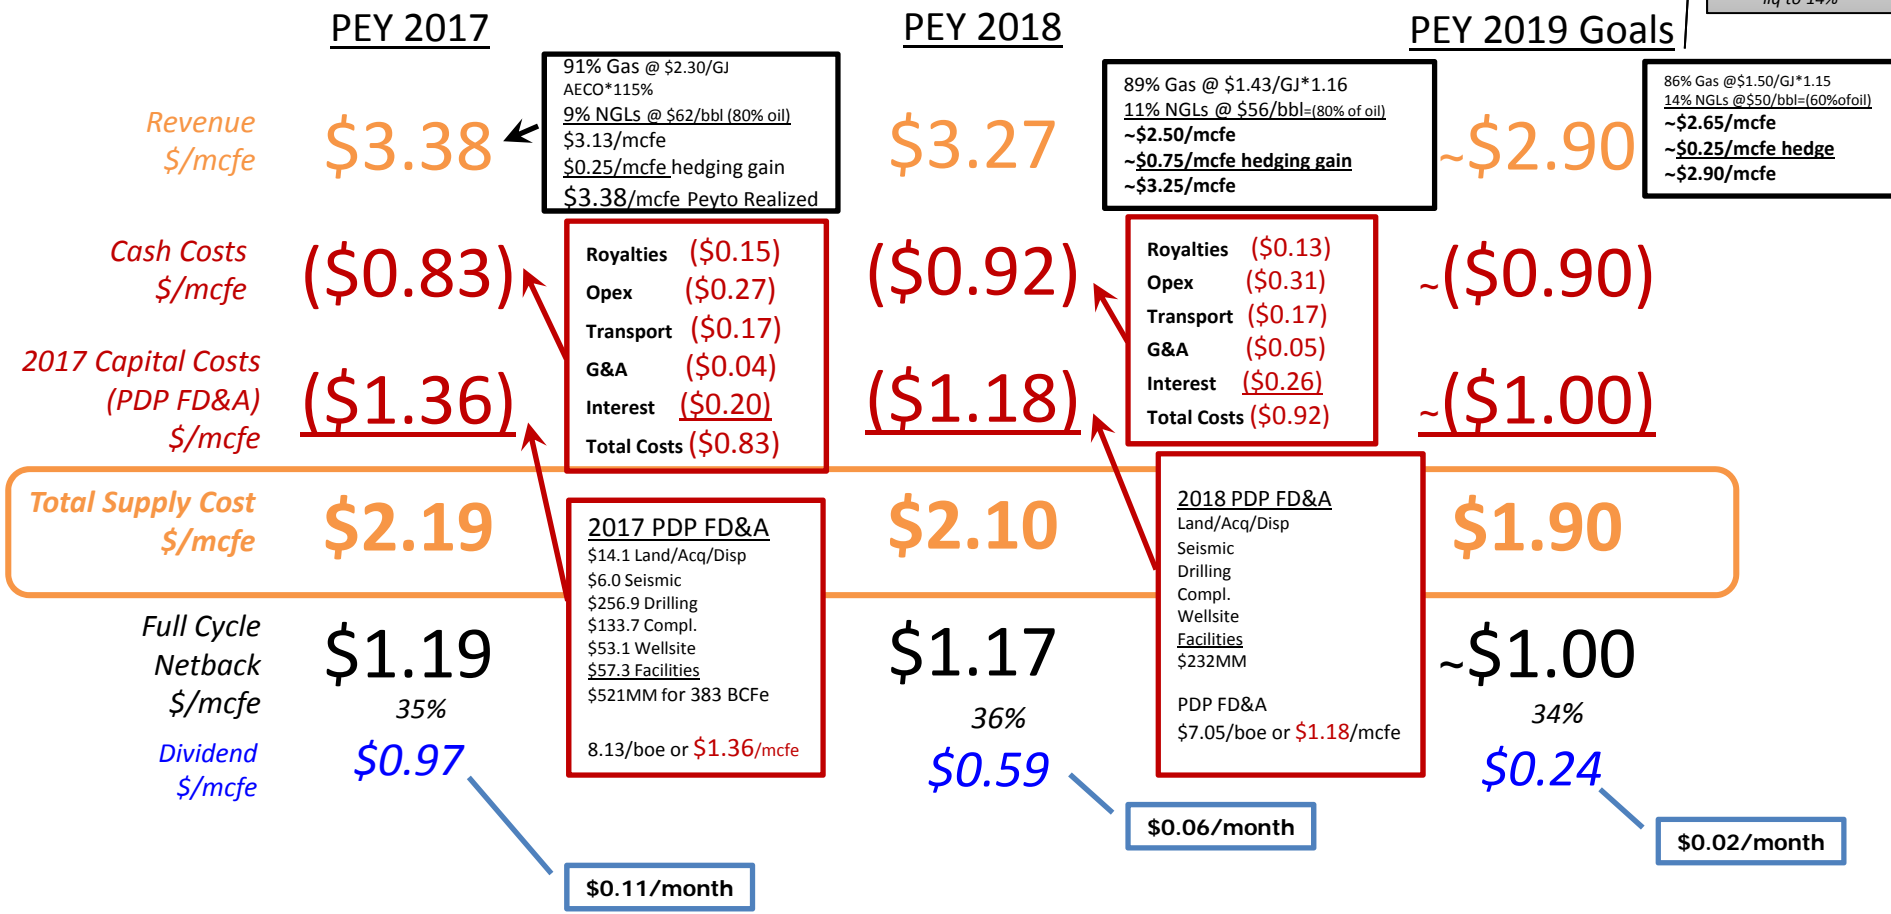 liq to 14%
PEY 2017
PEY 2018
PEY 2019 Goals
Revenue
$/mcfe
$3.38
91% Gas @ $2.30/GJ
AECO*115%
9% NGLs @ $62/bbl (80% oil)
$3.13/mcfe
$0.25/mcfe hedging gain
$3.38/mcfe Peyto Realized
$3.27
89% Gas @ $1.43/GJ*1.16
11% NGLs @ $56/bbl=(80% of oil)
~$2.50/mcfe
~$0.75/mcfe hedging gain
~$3.25/mcfe
~$2.90
86% Gas @$1.50/GJ*1.15
14% NGLs @$50/bbl=(60%ofoil)
~$2.65/mcfe
~$0.25/mcfe hedge
~$2.90/mcfe
Cash Costs
$/mcfe
($0.83)
Royalties ($0.15)
Opex ($0.27)
Transport ($0.17)
G&A ($0.04)
Interest ($0.20)
Total Costs ($0.83)
($0.92)
Royalties ($0.13)
Opex ($0.31)
Transport ($0.17)
G&A ($0.05)
Interest ($0.26)
Total Costs ($0.92)
~($0.90)
2017 Capital Costs
(PDP FD&A)
$/mcfe
($1.36)
($1.18)
~($1.00)
Total Supply Cost
$/mcfe
$2.19
2017 PDP FD&A
$14.1 Land/Acq/Disp
$6.0 Seismic
$256.9 Drilling
$133.7 Compl.
$53.1 Wellsite
$57.3 Facilities
$521MM for 383 BCFe
8.13/boe or $1.36/mcfe
$2.10
2018 PDP FD&A
Land/Acq/Disp
Seismic
Drilling
Compl.
Wellsite
Facilities
$232MM
PDP FD&A
$7.05/boe or $1.18/mcfe
$1.90
Full Cycle
Netback
$/mcfe
$1.19
35%
$1.17
36%
~$1.00
34%
Dividend
$/mcfe
$0.97
$0.59
$0.24
$0.11/month
$0.06/month
$0.02/month